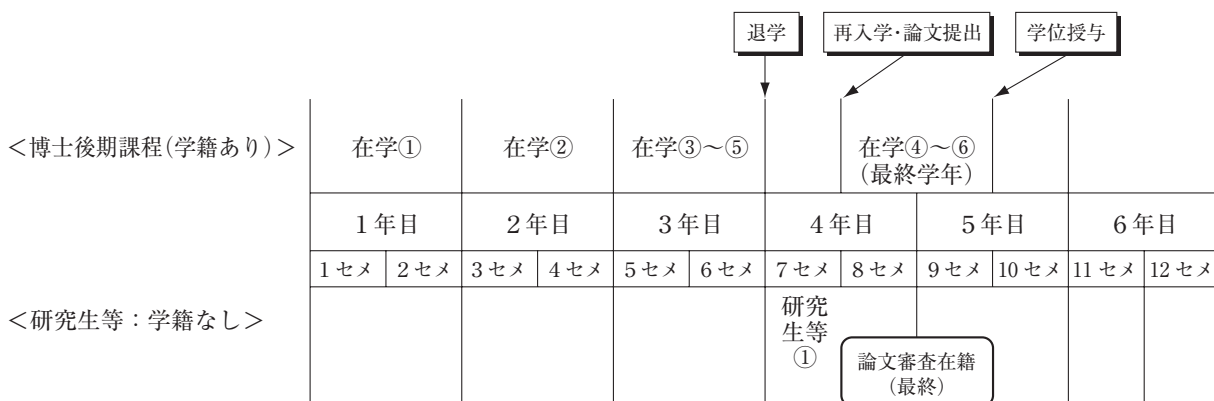 退学
再入学・論文提出
学位授与
＜博士後期課程(学籍あり)＞
在学①
在学②
在学③～⑤
在学④～⑥
(最終学年)
1年目
2年目
3年目
4年目
5年目
6年目
1セメ
2セメ
3セメ
4セメ
5セメ
6セメ
7セメ
8セメ
9セメ
10セメ
11セメ
12セメ
＜研究生等：学籍なし＞
研究
生等
①
論文審査在籍
(最終)